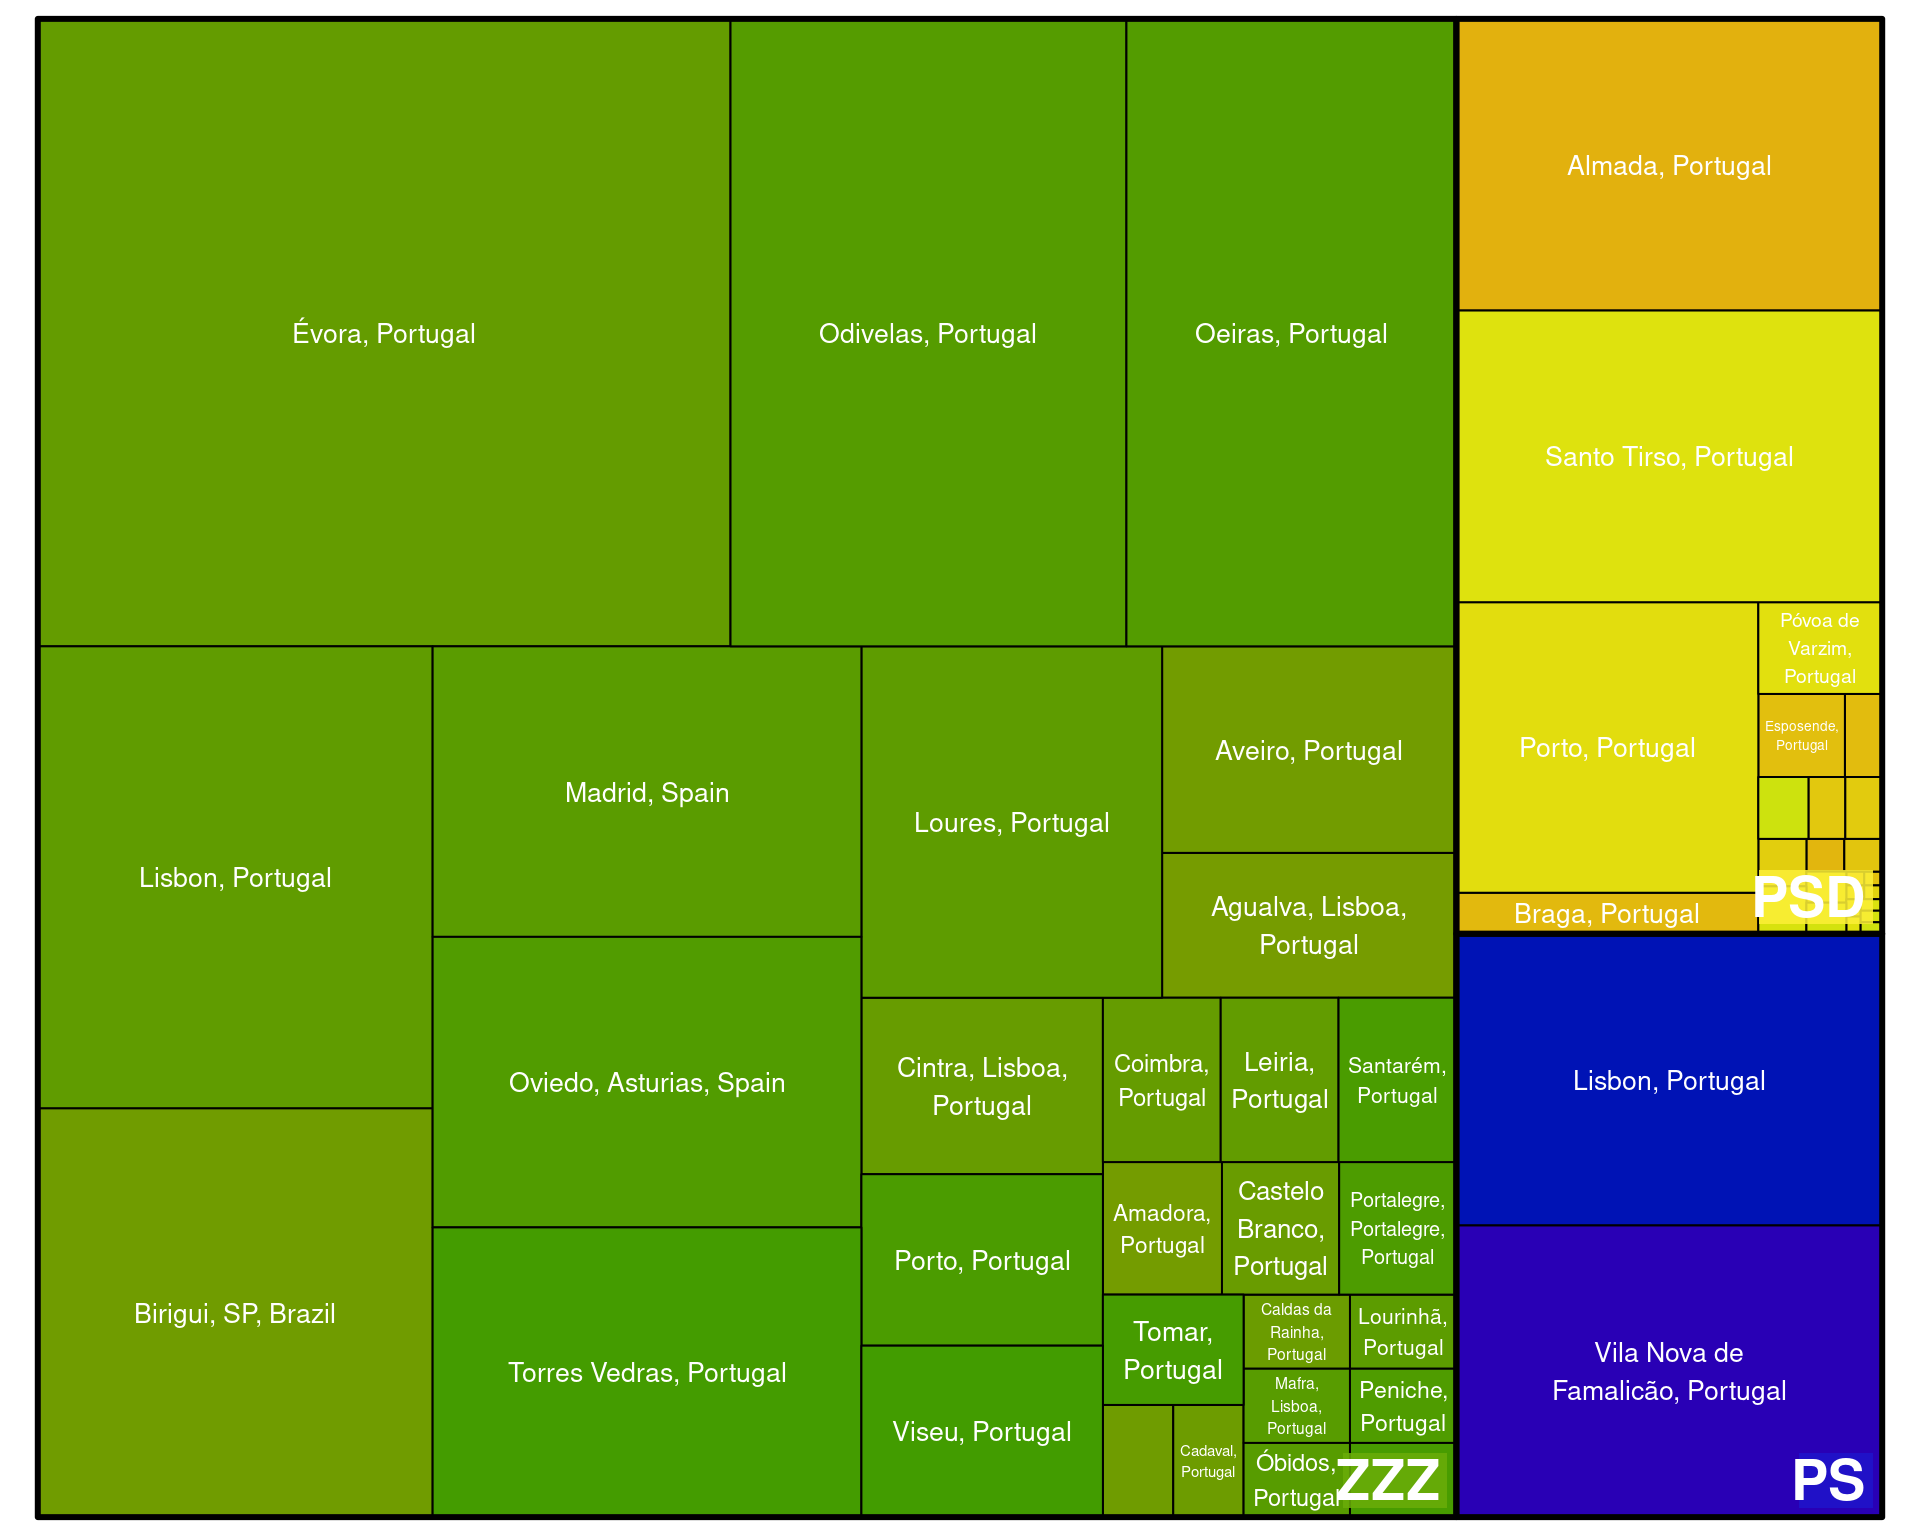 Évora, Portugal
Odivelas, Portugal
Oeiras, Portugal
Almada, Portugal
Santo Tirso, Portugal
Porto, Portugal
Póvoa de
Varzim,
Portugal
Esposende,
Portugal
Braga, Portugal
PSD
Lisbon, Portugal
Madrid, Spain
Loures, Portugal
Aveiro, Portugal
Agualva, Lisboa,
Portugal
Birigui, SP, Brazil
Oviedo, Asturias, Spain
Torres Vedras, Portugal
Cintra, Lisboa,
Portugal
Coimbra,
Portugal
Leiria,
Portugal
Santarém,
Portugal
Porto, Portugal
Amadora,
Portugal
Castelo
Branco,
Portugal
Portalegre,
Portalegre,
Portugal
Viseu, Portugal
Tomar,
Portugal
Caldas da
Rainha,
Portugal
Lourinhã,
Portugal
Mafra,
Lisboa,
Portugal
Peniche,
Portugal
Cadaval,
Portugal
Óbidos,
Portugal
ZZZ
Lisbon, Portugal
Vila Nova de
Famalicão, Portugal
PS